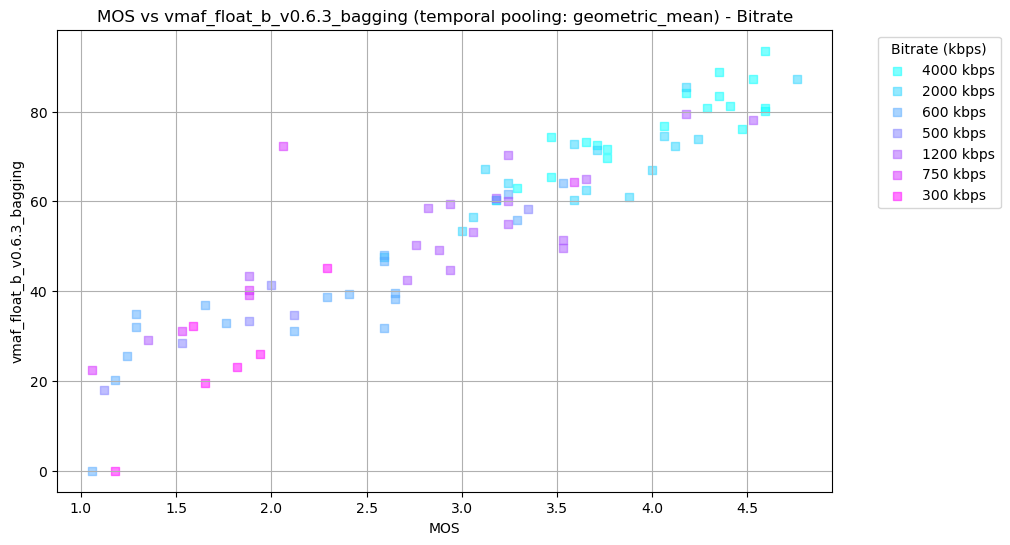 MOS vs vmaf_float_b_v0.6.3_bagging (temporal pooling: geometric_mean) - Bitrate
vmaf_float_b_v0.6.3_bagging
80
60
40
20
0
1.0 1.5 2.0 2.5 3.0 3.5 4.0 4.5
MOS
Bitrate (kbps)
4000 kbps
2000 kbps
600 kbps
500 kbps
1200 kbps
750 kbps
300 kbps